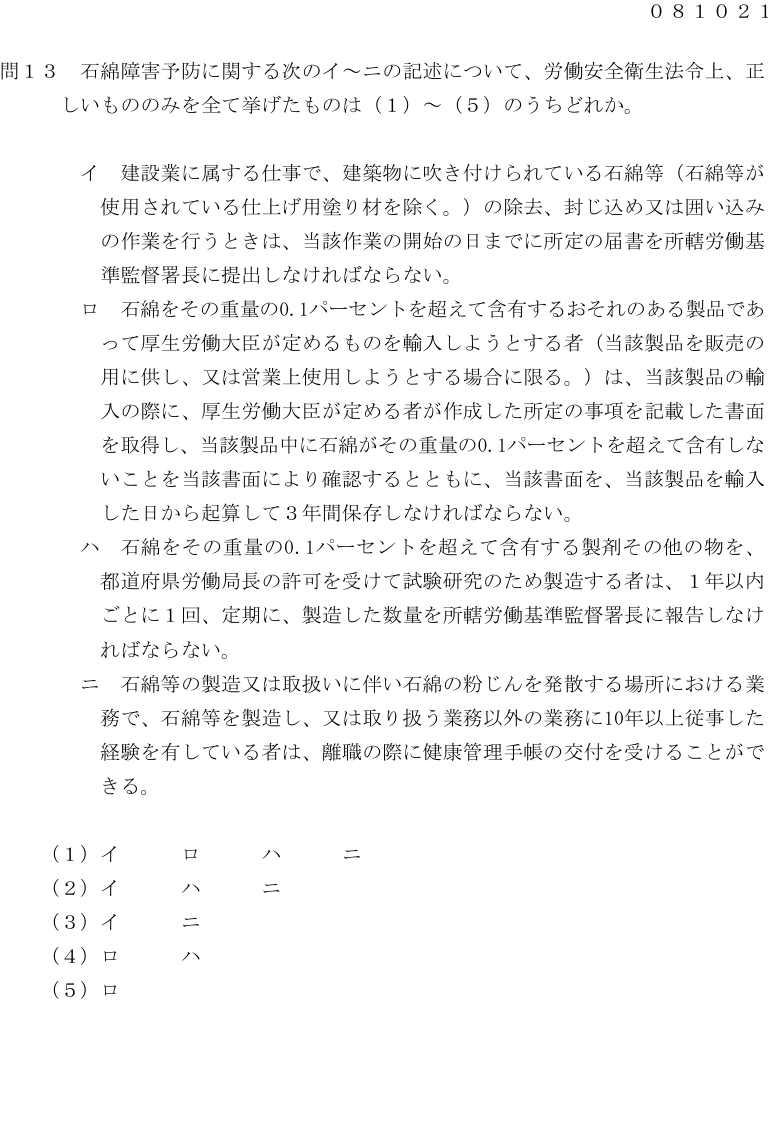 ０８１０２１
問１３　石綿障害予防に関する次のイ～ニの記述について、労働安全衛生法令上、正
しいもののみを全て挙げたものは（１）～（５）のうちどれか。
イ　建設業に属する仕事で、建築物に吹き付けられている石綿等（石綿等が
使用されている仕上げ用塗り材を除く。）の除去、封じ込め又は囲い込み
の作業を行うときは、当該作業の開始の日までに所定の届書を所轄労働基
準監督署長に提出しなければならない。
ロ　石綿をその重量の0.1パーセントを超えて含有するおそれのある製品であ
って厚生労働大臣が定めるものを輸入しようとする者（当該製品を販売の
用に供し、又は営業上使用しようとする場合に限る。）は、当該製品の輸
入の際に、厚生労働大臣が定める者が作成した所定の事項を記載した書面
を取得し、当該製品中に石綿がその重量の0.1パーセントを超えて含有しな
いことを当該書面により確認するとともに、当該書面を、当該製品を輸入
した日から起算して３年間保存しなければならない。
ハ　石綿をその重量の0.1パーセントを超えて含有する製剤その他の物を、
都道府県労働局長の許可を受けて試験研究のため製造する者は、１年以内
ごとに１回、定期に、製造した数量を所轄労働基準監督署長に報告しなけ
ればならない。
ニ　石綿等の製造又は取扱いに伴い石綿の粉じんを発散する場所における業
務で、石綿等を製造し、又は取り扱う業務以外の業務に10年以上従事した
経験を有している者は、離職の際に健康管理手帳の交付を受けることがで
きる。
（１）イ　　　ロ　　　ハ　　　ニ
（２）イ　　　ハ　　　ニ
（３）イ　　　ニ
（４）ロ　　　ハ
（５）ロ